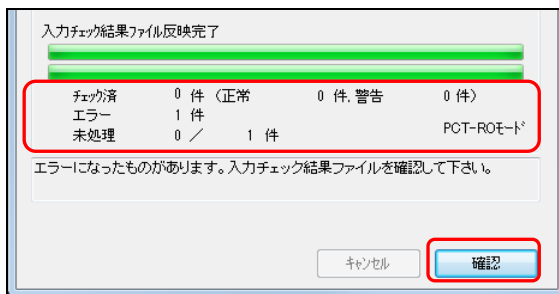 入力ﾁｪｯｸ結果ﾌｧｲﾙ反映完了
ﾁｪｯｸ済 0 件 (正常 0 件, 警告 0 件)
エラー 1 件
未処理 0 ／ 1 件 PCT-ROﾓｰﾄﾞ
エラーになったものがあります。入力チェック結果ファイルを確認して下さい。
ｷｬﾝｾﾙ 確認